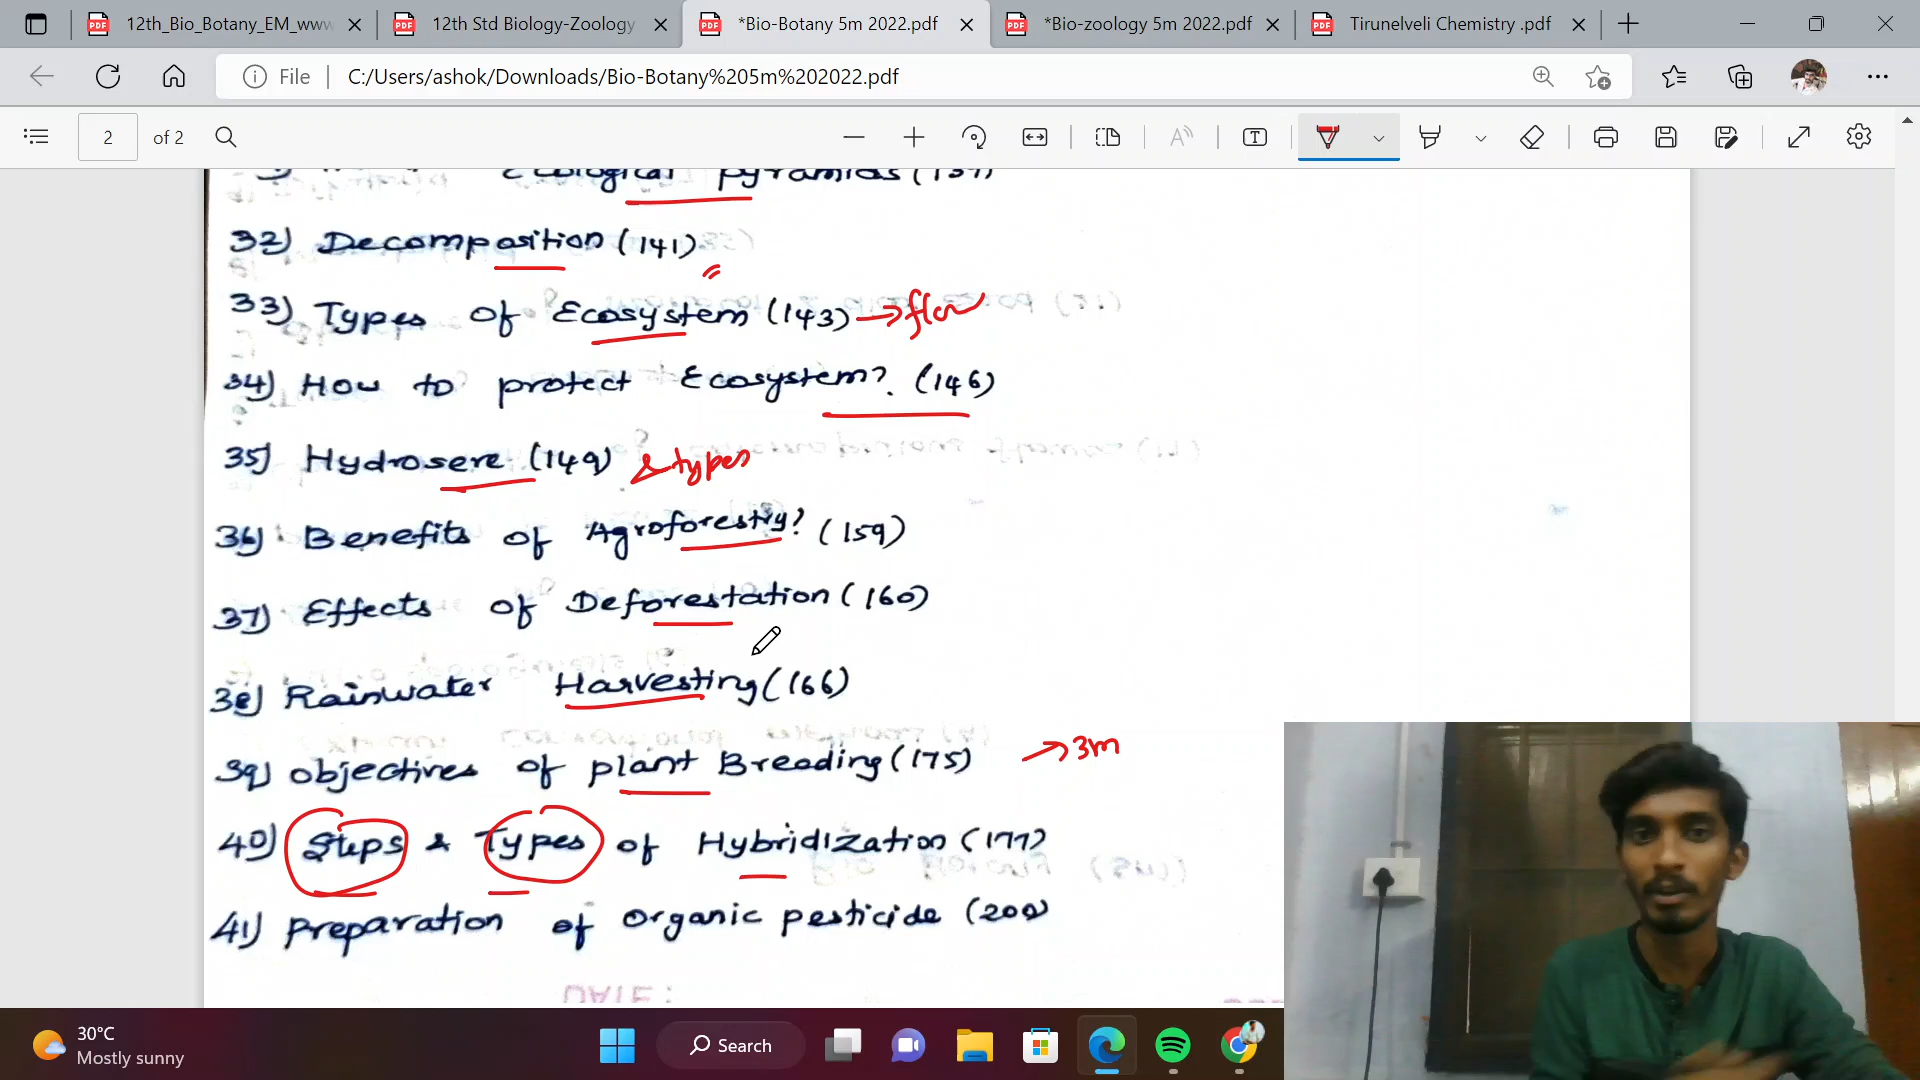 12th_Bio_Botany_EM_www
12th Std Biology-Zoology
*Bio-Botany 5m 2022.pdf
*Bio-zoology 5m 2022.pdf
Tirunelveli Chemistry .pdf
File
C:/Users/ashok/Downloads/Bio-Botany%205m%202022.pdf
2 of 2
Ecological pyramids (137)
32) Decomposition (141)
33) Types of Ecosystem (143) → flow
34) How to protect Ecosystem? (146)
35) Hydrosere (149) & types
36) Benefits of Agroforestry? (159)
37) Effects of Deforestation (160)
38) Rainwater Harvesting (166)
39) objectives of plant Breeding (175) → 3m
40) Steps & Types of Hybridization (177)
41) preparation of organic pesticide (200)
DATE:
30°C
Mostly sunny
Search